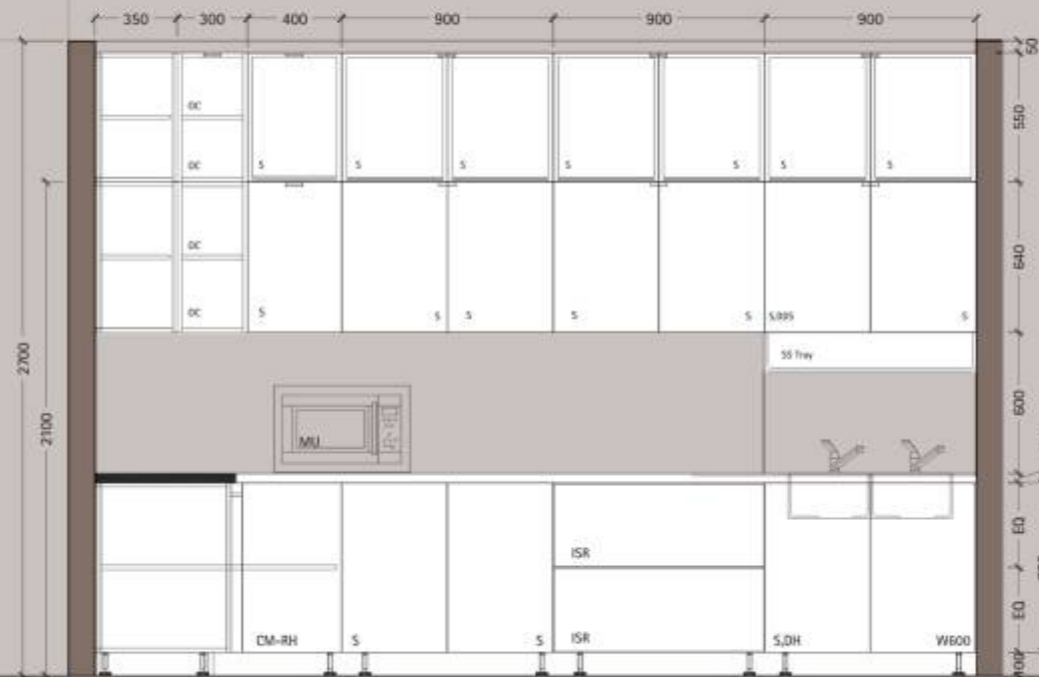 350 300 400 900 900 900
50
OC
550
OC S S S S S S S
2700
2100
OC
640
OC S S S S S S,DDS S
SS Tray
600
MU
EQ
ISR
EQ
CM-RH S S ISR S,DH W600
100